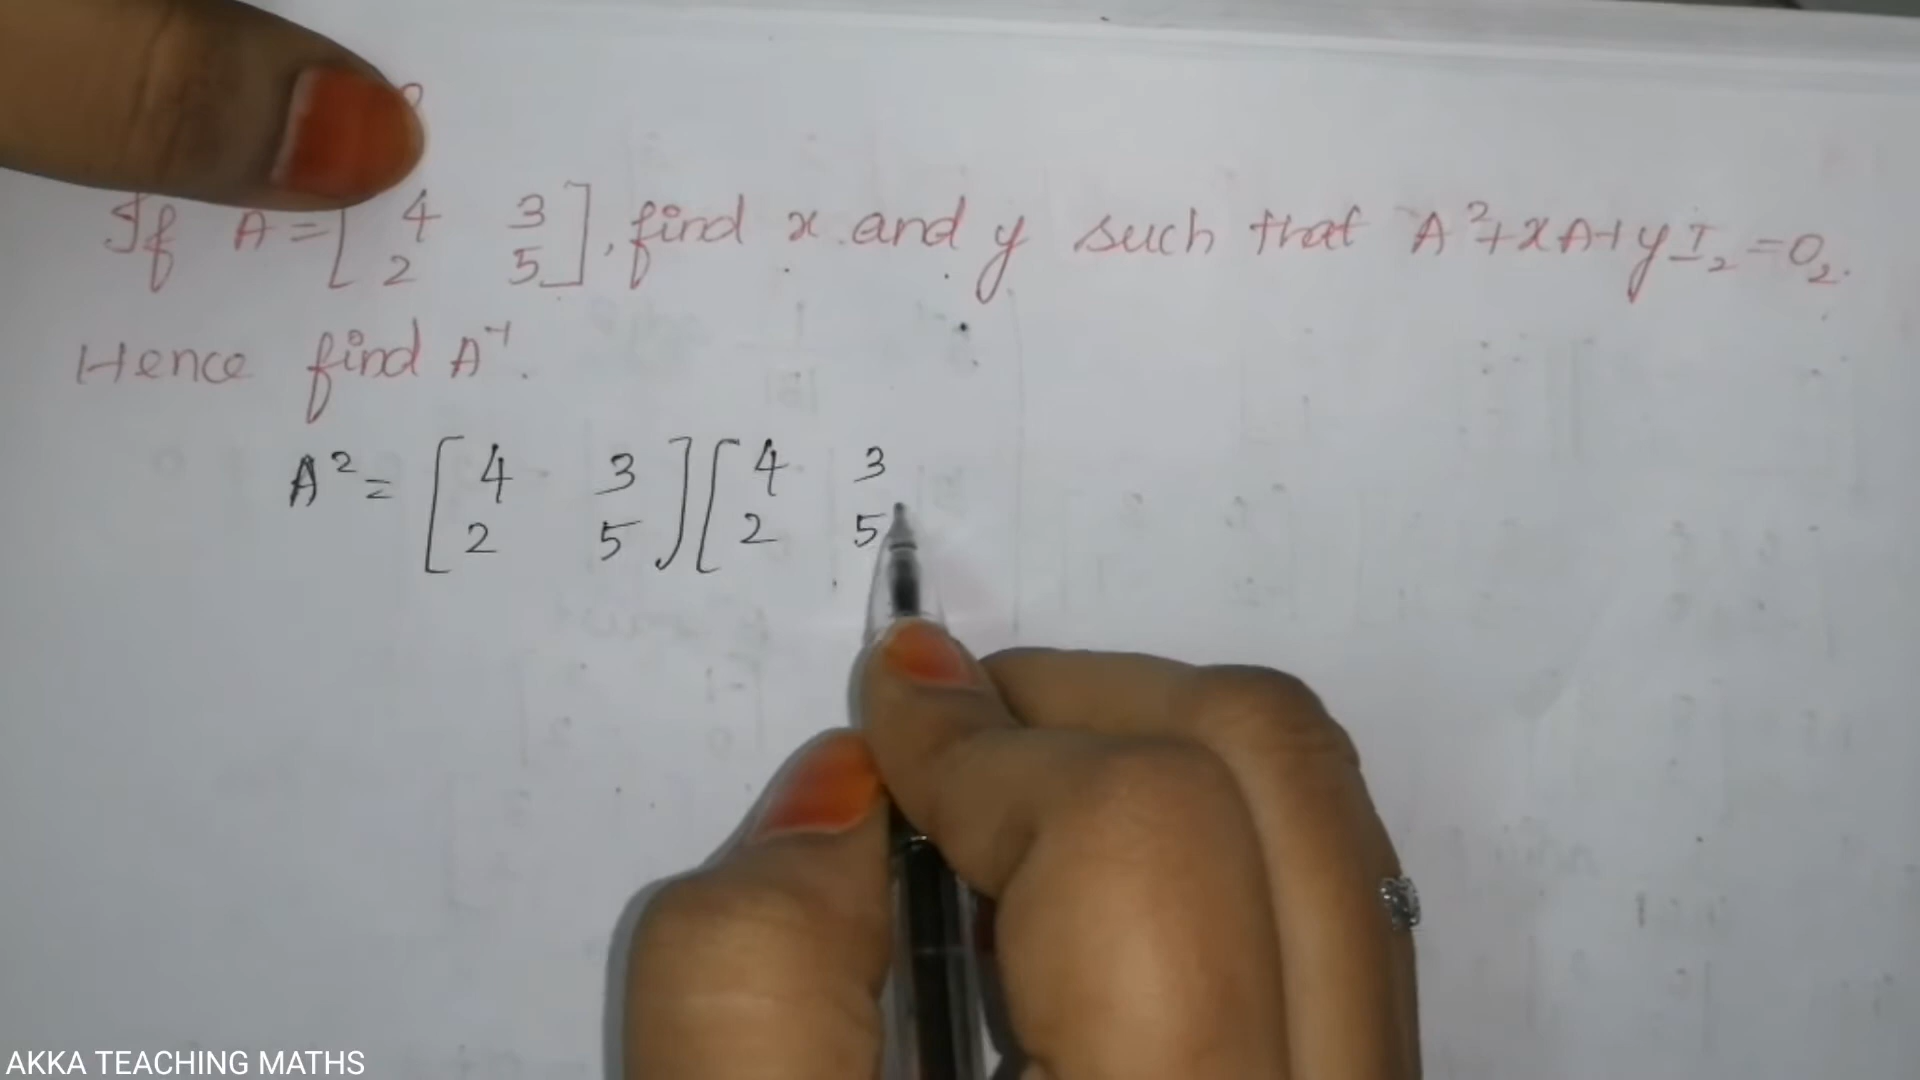 If A = [ 4 3 ], find x and y such that A²+xA+yI₂=O₂.
2 5
Hence find A⁻¹.
A² = [ 4 3 ] [ 4 3
2 5 2 5
AKKA TEACHING MATHS